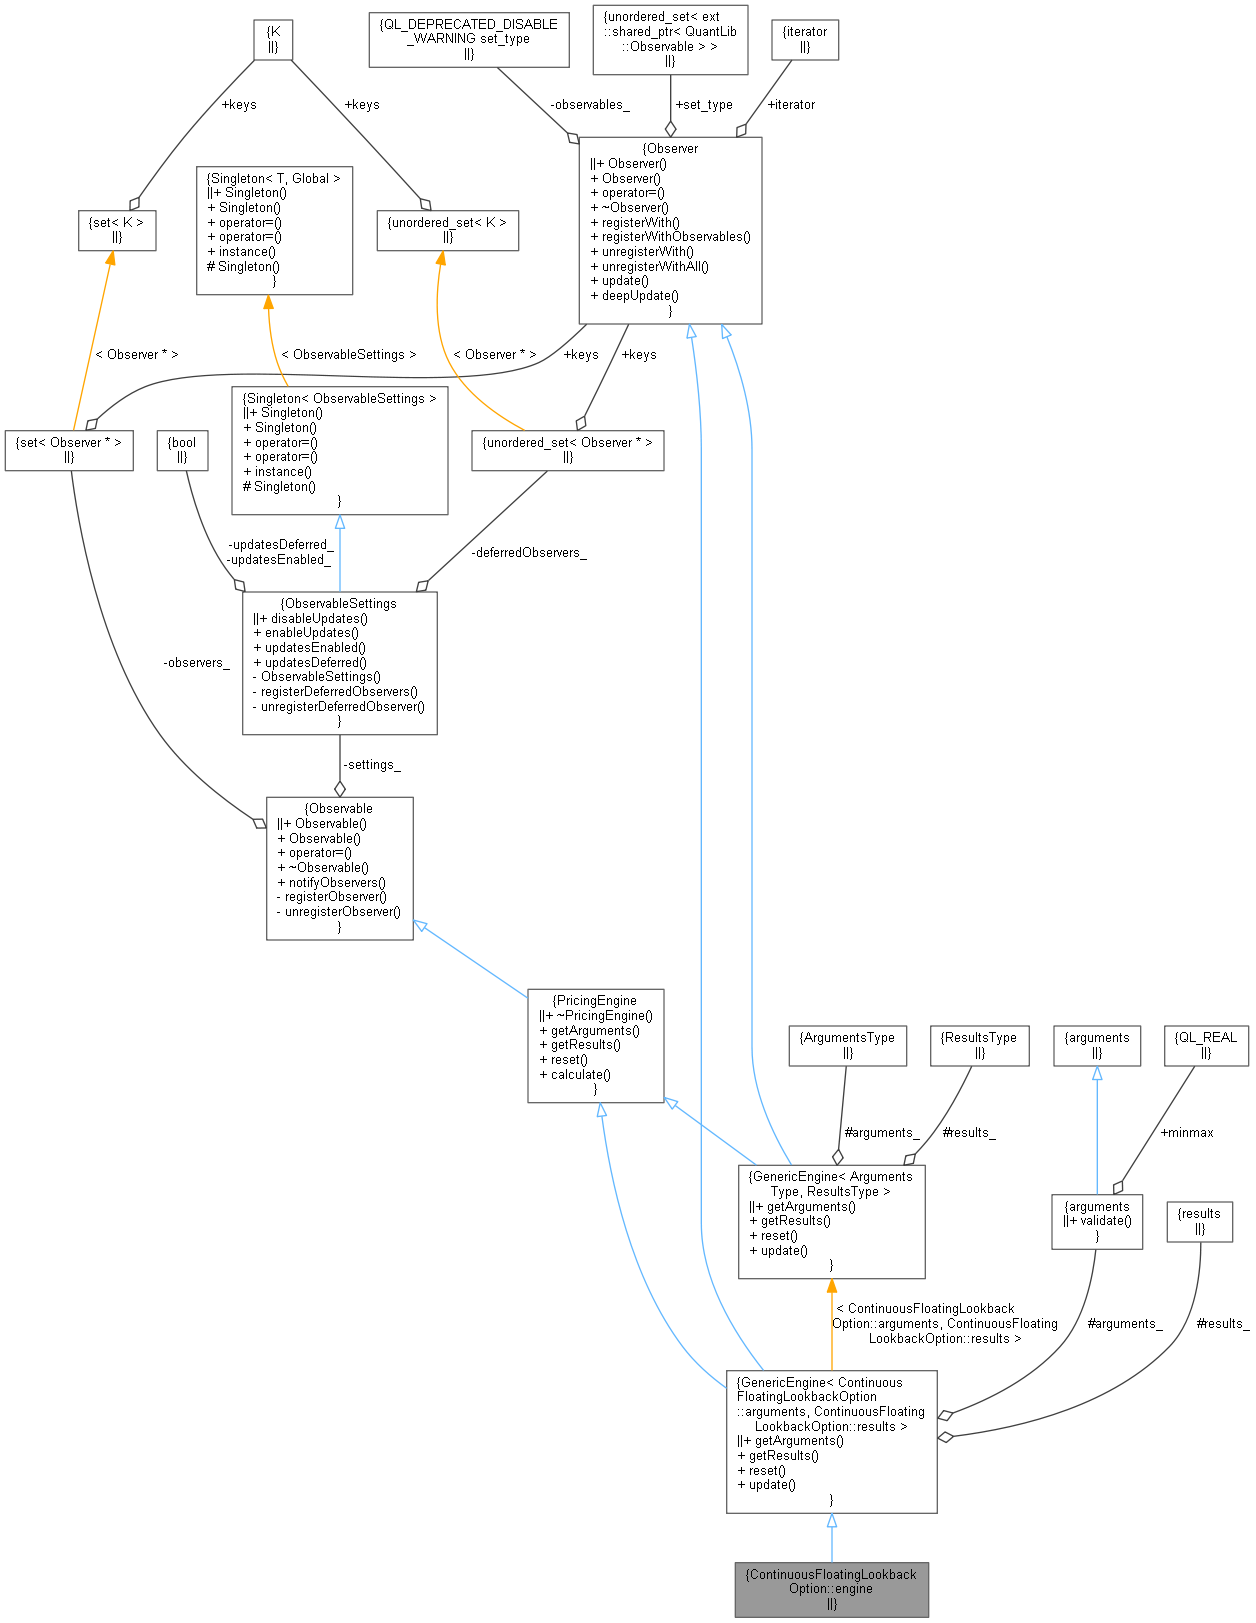 {K
||}
{QL_DEPRECATED_DISABLE
_WARNING set_type
||}
{unordered_set< ext
::shared_ptr< QuantLib
::Observable > >
||}
{iterator
||}
+keys
+keys
-observables_
+set_type
+iterator
{Singleton< T, Global >
||+ Singleton()
+ Singleton()
+ operator=()
+ operator=()
+ instance()
# Singleton()
}
{set< K >
||}
{unordered_set< K >
||}
{Observer
||+ Observer()
+ Observer()
+ operator=()
+ ~Observer()
+ registerWith()
+ registerWithObservables()
+ unregisterWith()
+ unregisterWithAll()
+ update()
+ deepUpdate()
}
< Observer * >
< ObservableSettings >
< Observer * >
+keys
+keys
{set< Observer * >
||}
{bool
||}
{Singleton< ObservableSettings >
||+ Singleton()
+ Singleton()
+ operator=()
+ operator=()
+ instance()
# Singleton()
}
{unordered_set< Observer * >
||}
-updatesDeferred_
-updatesEnabled_
-deferredObservers_
-observers_
{ObservableSettings
||+ disableUpdates()
+ enableUpdates()
+ updatesEnabled()
+ updatesDeferred()
- ObservableSettings()
- registerDeferredObservers()
- unregisterDeferredObserver()
}
-settings_
{Observable
||+ Observable()
+ Observable()
+ operator=()
+ ~Observable()
+ notifyObservers()
- registerObserver()
- unregisterObserver()
}
{PricingEngine
||+ ~PricingEngine()
+ getArguments()
+ getResults()
+ reset()
+ calculate()
}
{ArgumentsType
||}
{ResultsType
||}
{arguments
||}
{QL_REAL
||}
#arguments_
#results_
+minmax
{GenericEngine< Arguments
Type, ResultsType >
||+ getArguments()
+ getResults()
+ reset()
+ update()
}
{arguments
||+ validate()
}
{results
||}
< ContinuousFloatingLookback
Option::arguments, ContinuousFloating
LookbackOption::results >
#arguments_
#results_
{GenericEngine< Continuous
FloatingLookbackOption
::arguments, ContinuousFloating
LookbackOption::results >
||+ getArguments()
+ getResults()
+ reset()
+ update()
}
{ContinuousFloatingLookback
Option::engine
||}